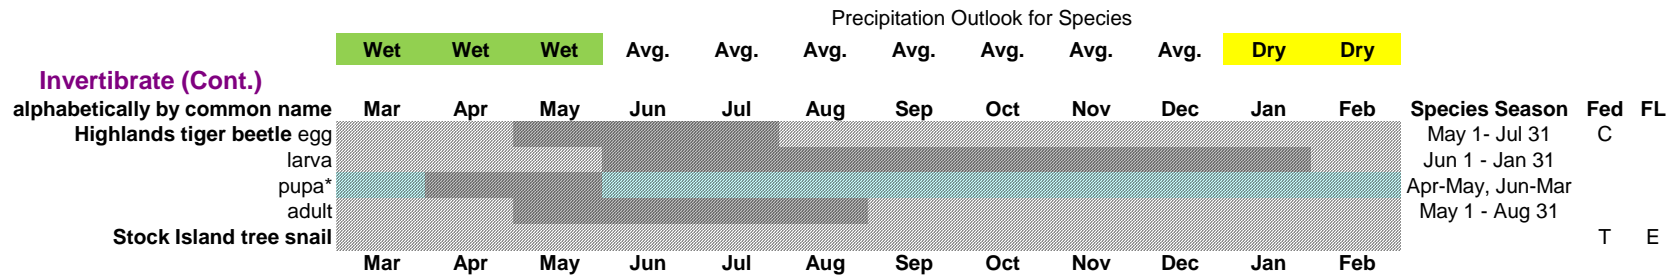 Precipitation Outlook for Species
Wet Wet Wet Avg. Avg. Avg. Avg. Avg. Avg. Avg. Dry Dry
Invertibrate (Cont.)
alphabetically by common name Mar Apr May Jun Jul Aug Sep Oct Nov Dec Jan Feb Species Season Fed FL
Highlands tiger beetle egg May 1- Jul 31 C
larva Jun 1 - Jan 31
pupa* Apr-May, Jun-Mar
adult May 1 - Aug 31
Stock Island tree snail T E
Mar Apr May Jun Jul Aug Sep Oct Nov Dec Jan Feb